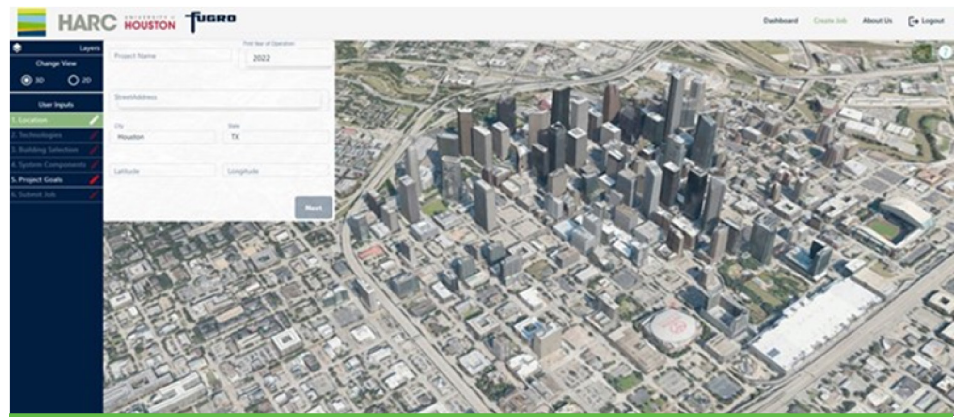 HARC
UNIVERSITY of
HOUSTON
FUGRO
Dashboard
Create Job
About Us
Logout
Layers
Change View
3D
2D
User Inputs
1. Location
2. Technologies
3. Building Selection
4. System Components
5. Project Goals
6. Submit Job
Project Name
First Year of Operation
2022
StreetAddress
City
Houston
State
TX
Latitude
Longitude
Next
?